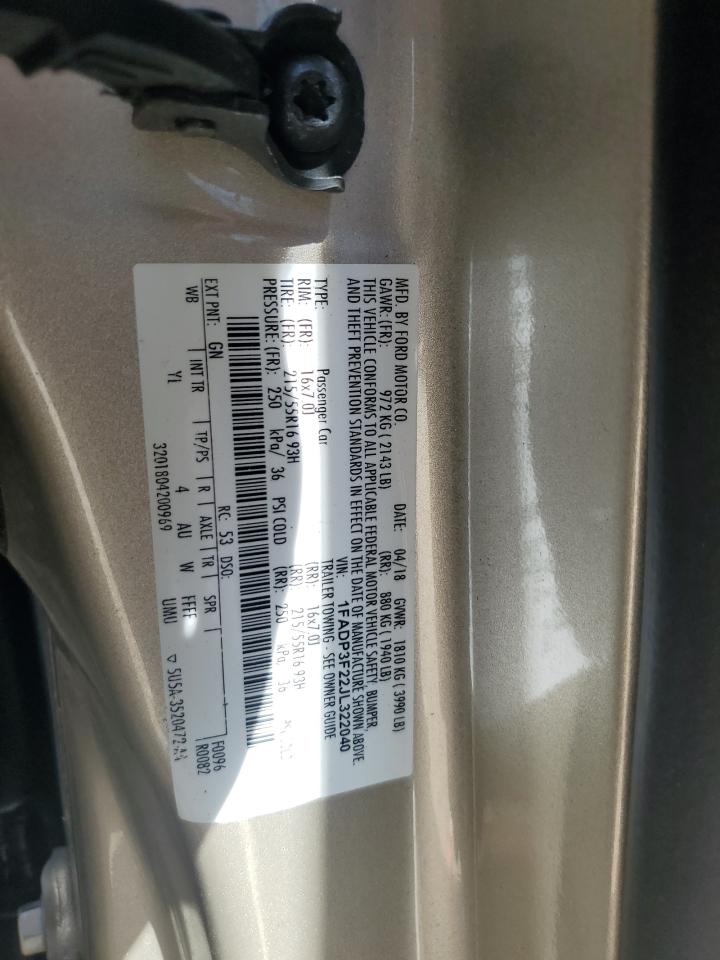 MFD. BY FORD MOTOR CO.
DATE: 04/18 GVWR: 1810 KG ( 3990 LB)
GAWR: (FR): 972 KG ( 2143 LB) (RR): 880 KG ( 1940 LB)
THIS VEHICLE CONFORMS TO ALL APPLICABLE FEDERAL MOTOR VEHICLE SAFETY, BUMPER,
AND THEFT PREVENTION STANDARDS IN EFFECT ON THE DATE OF MANUFACTURE SHOWN ABOVE.
VIN: 1FADP3F22JL322040
TYPE: Passenger Car TRAILER TOWING - SEE OWNER GUIDE
RIM: (FR): 16x7.0J (RR): 16x7.0J
TIRE: (FR): 215/55R16 93H (RR): 215/55R16 93H
PRESSURE: (FR): 250 kPa/ 36 PSI COLD (RR): 250 kPa 36
RC: 53 DSO: F0096
EXT PNT: GN R0082
WB INT TR TP/PS R AXLE TR SPR
YL 4 AU W FFEF
3201804200969 UMU 5U5A-3520472-AA